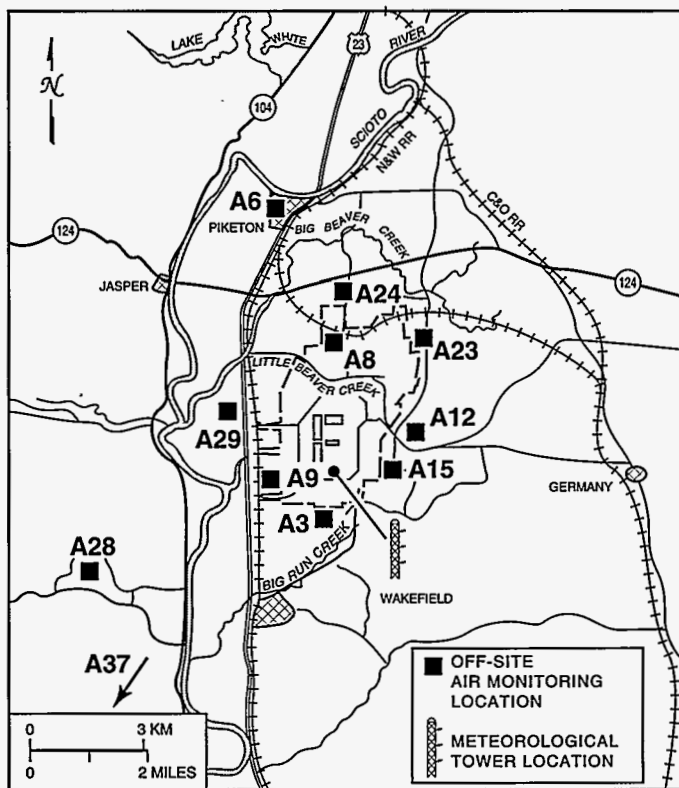 LAKE
WHITE
23
RIVER
N
104
SCIOTO
N&W RR
C&O RR
A6
PIKETON
BIG BEAVER
CREEK
124
JASPER
124
A24
A23
A8
LITTLE BEAVER
CREEK
A29
A12
A15
A9
GERMANY
A3
A28
BIG RUN CREEK
WAKEFIELD
A37
OFF-SITE
AIR MONITORING
LOCATION
0 3 KM
0 2 MILES
METEOROLOGICAL
TOWER LOCATION